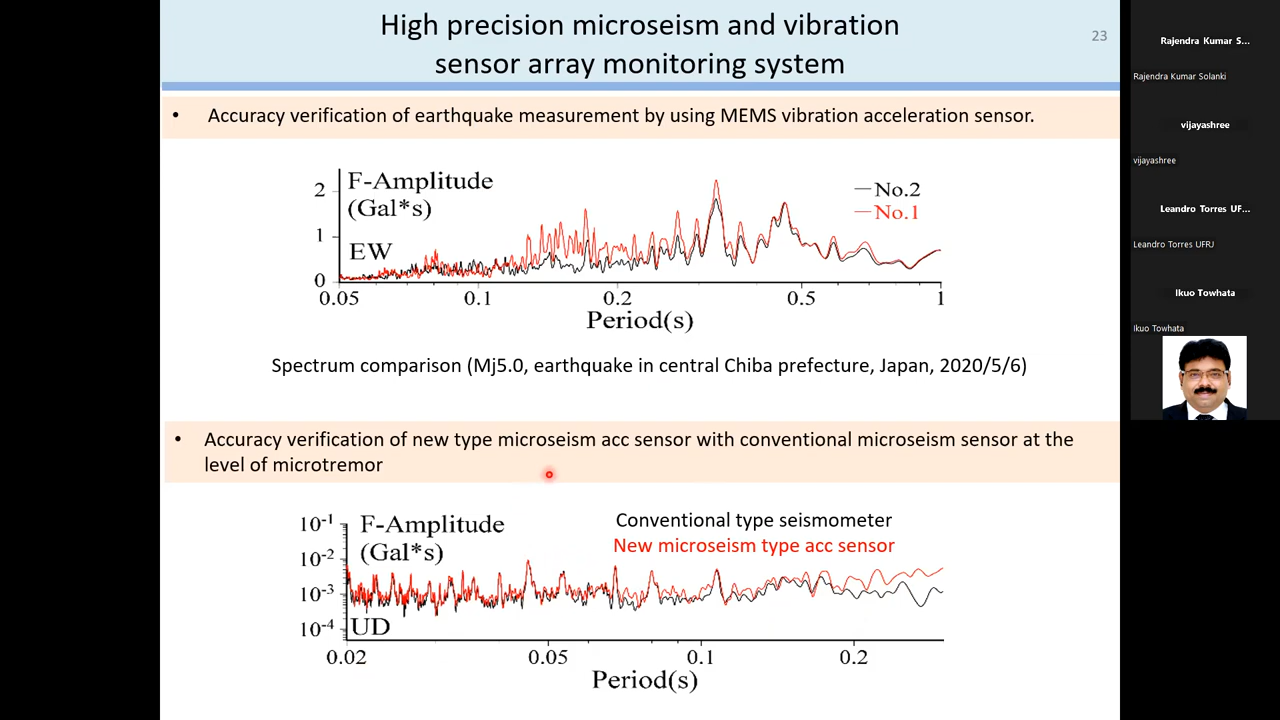 High precision microseism and vibration
sensor array monitoring system
23
• Accuracy verification of earthquake measurement by using MEMS vibration acceleration sensor.
F-Amplitude
(Gal*s)
EW
2
1
0
No.2
No.1
0.05 0.1 0.2 0.5 1
Period(s)
Spectrum comparison (Mj5.0, earthquake in central Chiba prefecture, Japan, 2020/5/6)
• Accuracy verification of new type microseism acc sensor with conventional microseism sensor at the
level of microtremor
F-Amplitude
(Gal*s)
UD
10⁻¹
10⁻²
10⁻³
10⁻⁴
Conventional type seismometer
New microseism type acc sensor
0.02 0.05 0.1 0.2
Period(s)
Rajendra Kumar S...
Rajendra Kumar Solanki
vijayashree
vijayashree
Leandro Torres UF...
Leandro Torres UFRJ
Ikuo Towhata
Ikuo Towhata